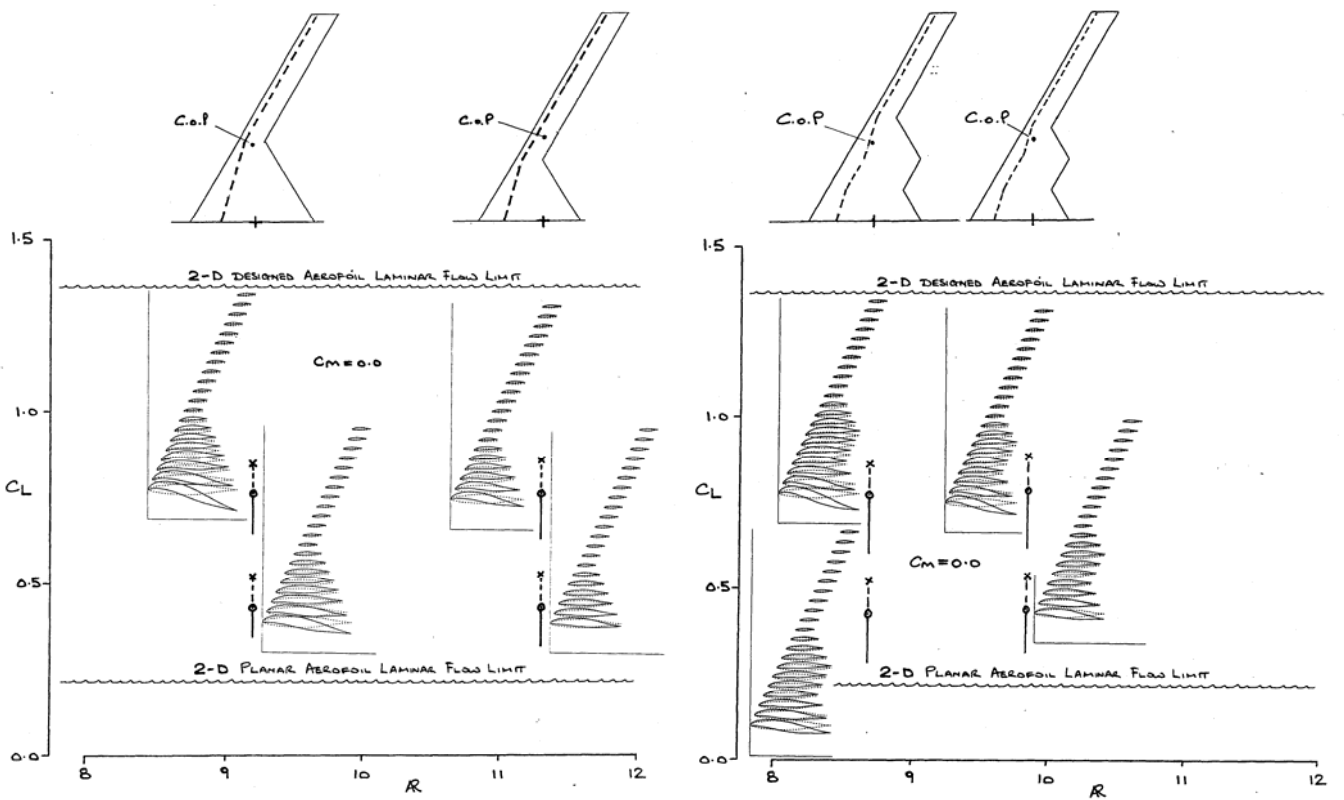 C.o.P
C.o.P
1.5
2-D DESIGNED AEROFOIL LAMINAR FLOW LIMIT
CM = 0.0
1.0
CL
0.5
2-D PLANAR AEROFOIL LAMINAR FLOW LIMIT
0.0
8 9 10 11 12
AR
C.o.P
C.o.P
1.5
2-D DESIGNED AEROFOIL LAMINAR FLOW LIMIT
1.0
CL
CM = 0.0
0.5
2-D PLANAR AEROFOIL LAMINAR FLOW LIMIT
0.0
8 9 10 11 12
AR